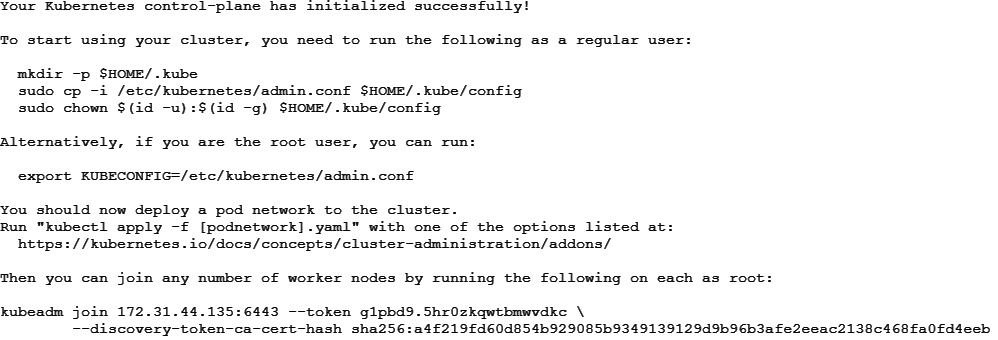 Your Kubernetes control-plane has initialized successfully!
To start using your cluster, you need to run the following as a regular user:
mkdir -p $HOME/.kube
sudo cp -i /etc/kubernetes/admin.conf $HOME/.kube/config
sudo chown $(id -u):$(id -g) $HOME/.kube/config
Alternatively, if you are the root user, you can run:
export KUBECONFIG=/etc/kubernetes/admin.conf
You should now deploy a pod network to the cluster.
Run "kubectl apply -f [podnetwork].yaml" with one of the options listed at:
https://kubernetes.io/docs/concepts/cluster-administration/addons/
Then you can join any number of worker nodes by running the following on each as root:
kubeadm join 172.31.44.135:6443 --token g1pbd9.5hr0zkqwtbmwvdkc \
--discovery-token-ca-cert-hash sha256:a4f219fd60d854b929085b9349139129d9b96b3afe2eeac2138c468fa0fd4eeb